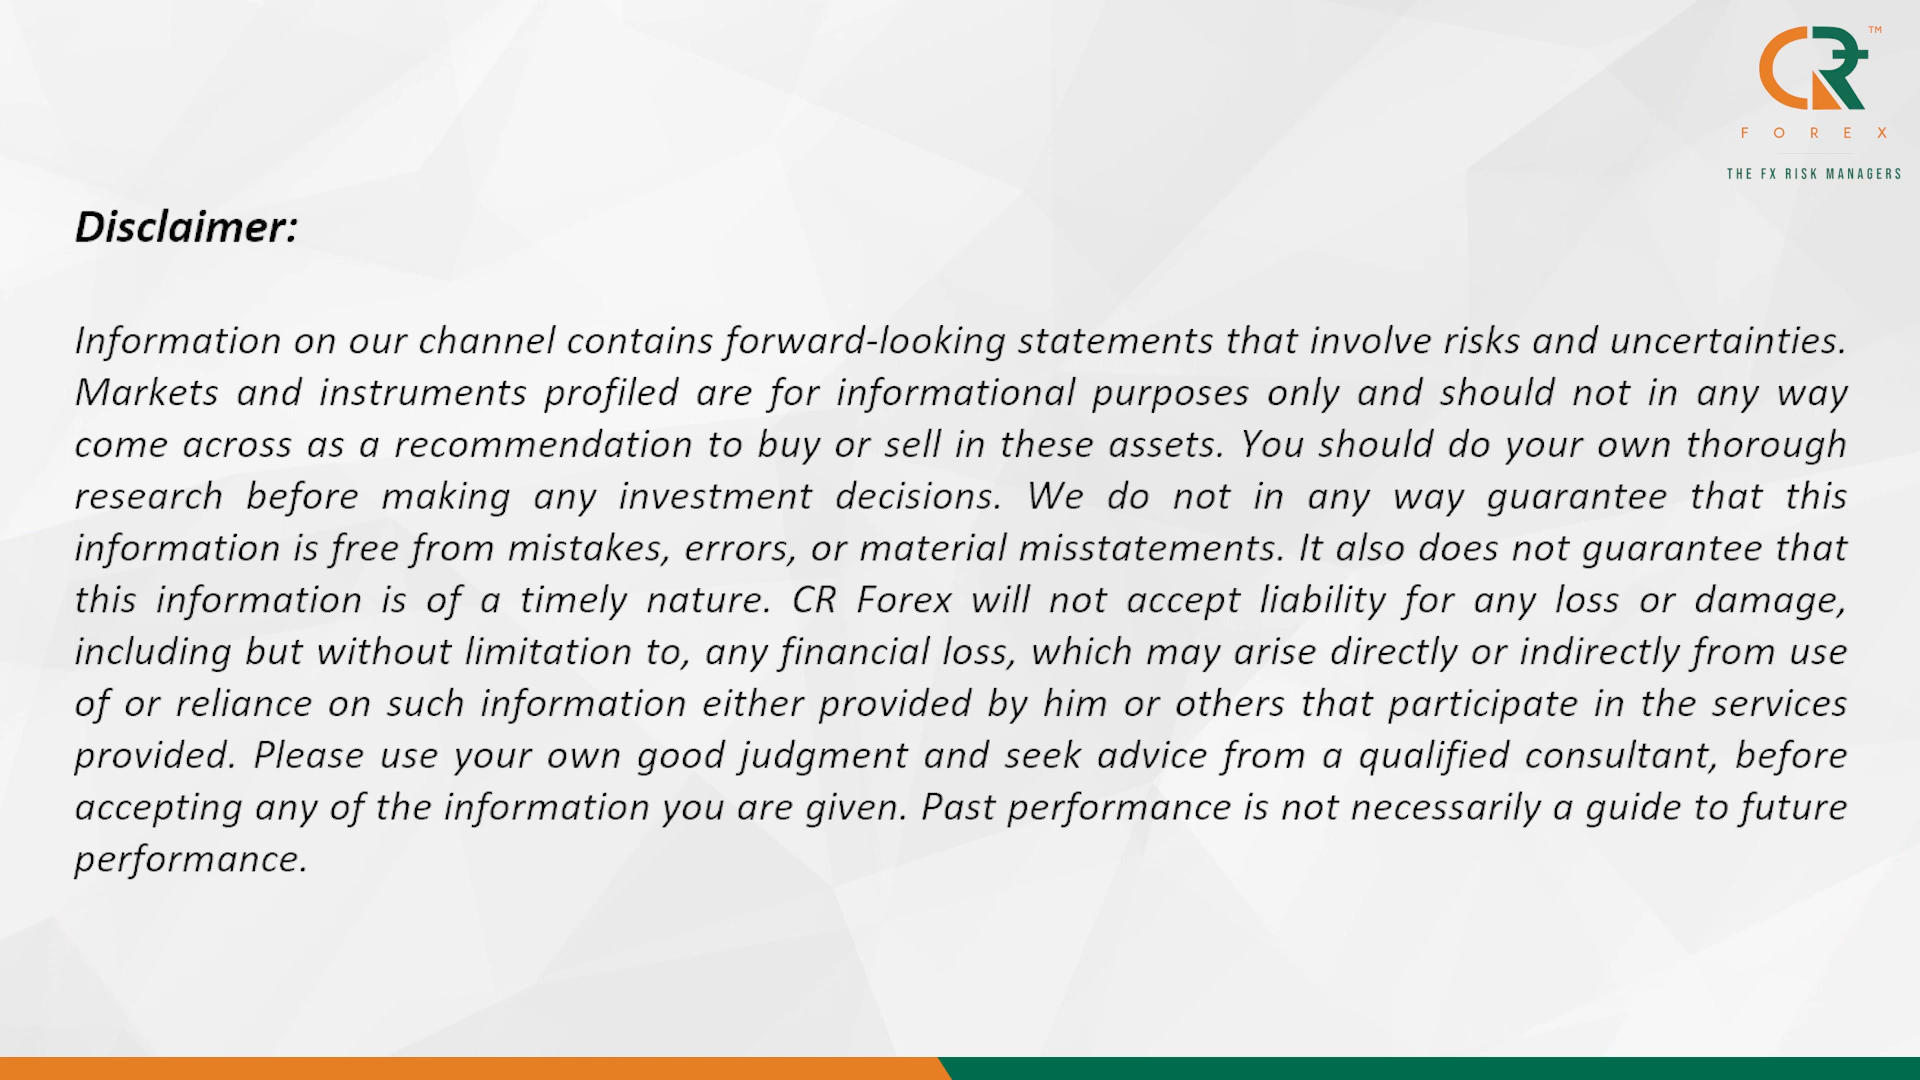 CR
TM
FOREX
THE FX RISK MANAGERS
Disclaimer:
Information on our channel contains forward-looking statements that involve risks and uncertainties.
Markets and instruments profiled are for informational purposes only and should not in any way
come across as a recommendation to buy or sell in these assets. You should do your own thorough
research before making any investment decisions. We do not in any way guarantee that this
information is free from mistakes, errors, or material misstatements. It also does not guarantee that
this information is of a timely nature. CR Forex will not accept liability for any loss or damage,
including but without limitation to, any financial loss, which may arise directly or indirectly from use
of or reliance on such information either provided by him or others that participate in the services
provided. Please use your own good judgment and seek advice from a qualified consultant, before
accepting any of the information you are given. Past performance is not necessarily a guide to future
performance.